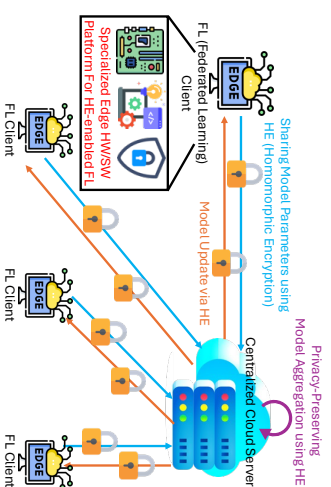 Privacy-Preserving
Model Aggregation using HE
Centralized Cloud Server
Sharing Model Parameters using
HE (Homomorphic Encryption)
Model Update via HE
EDGE
FL (Federated Learning)
Client
Specialized Edge HW/SW
Platform For HE-enabled FL
EDGE
FL Client
EDGE
FL Client
EDGE
FL Client